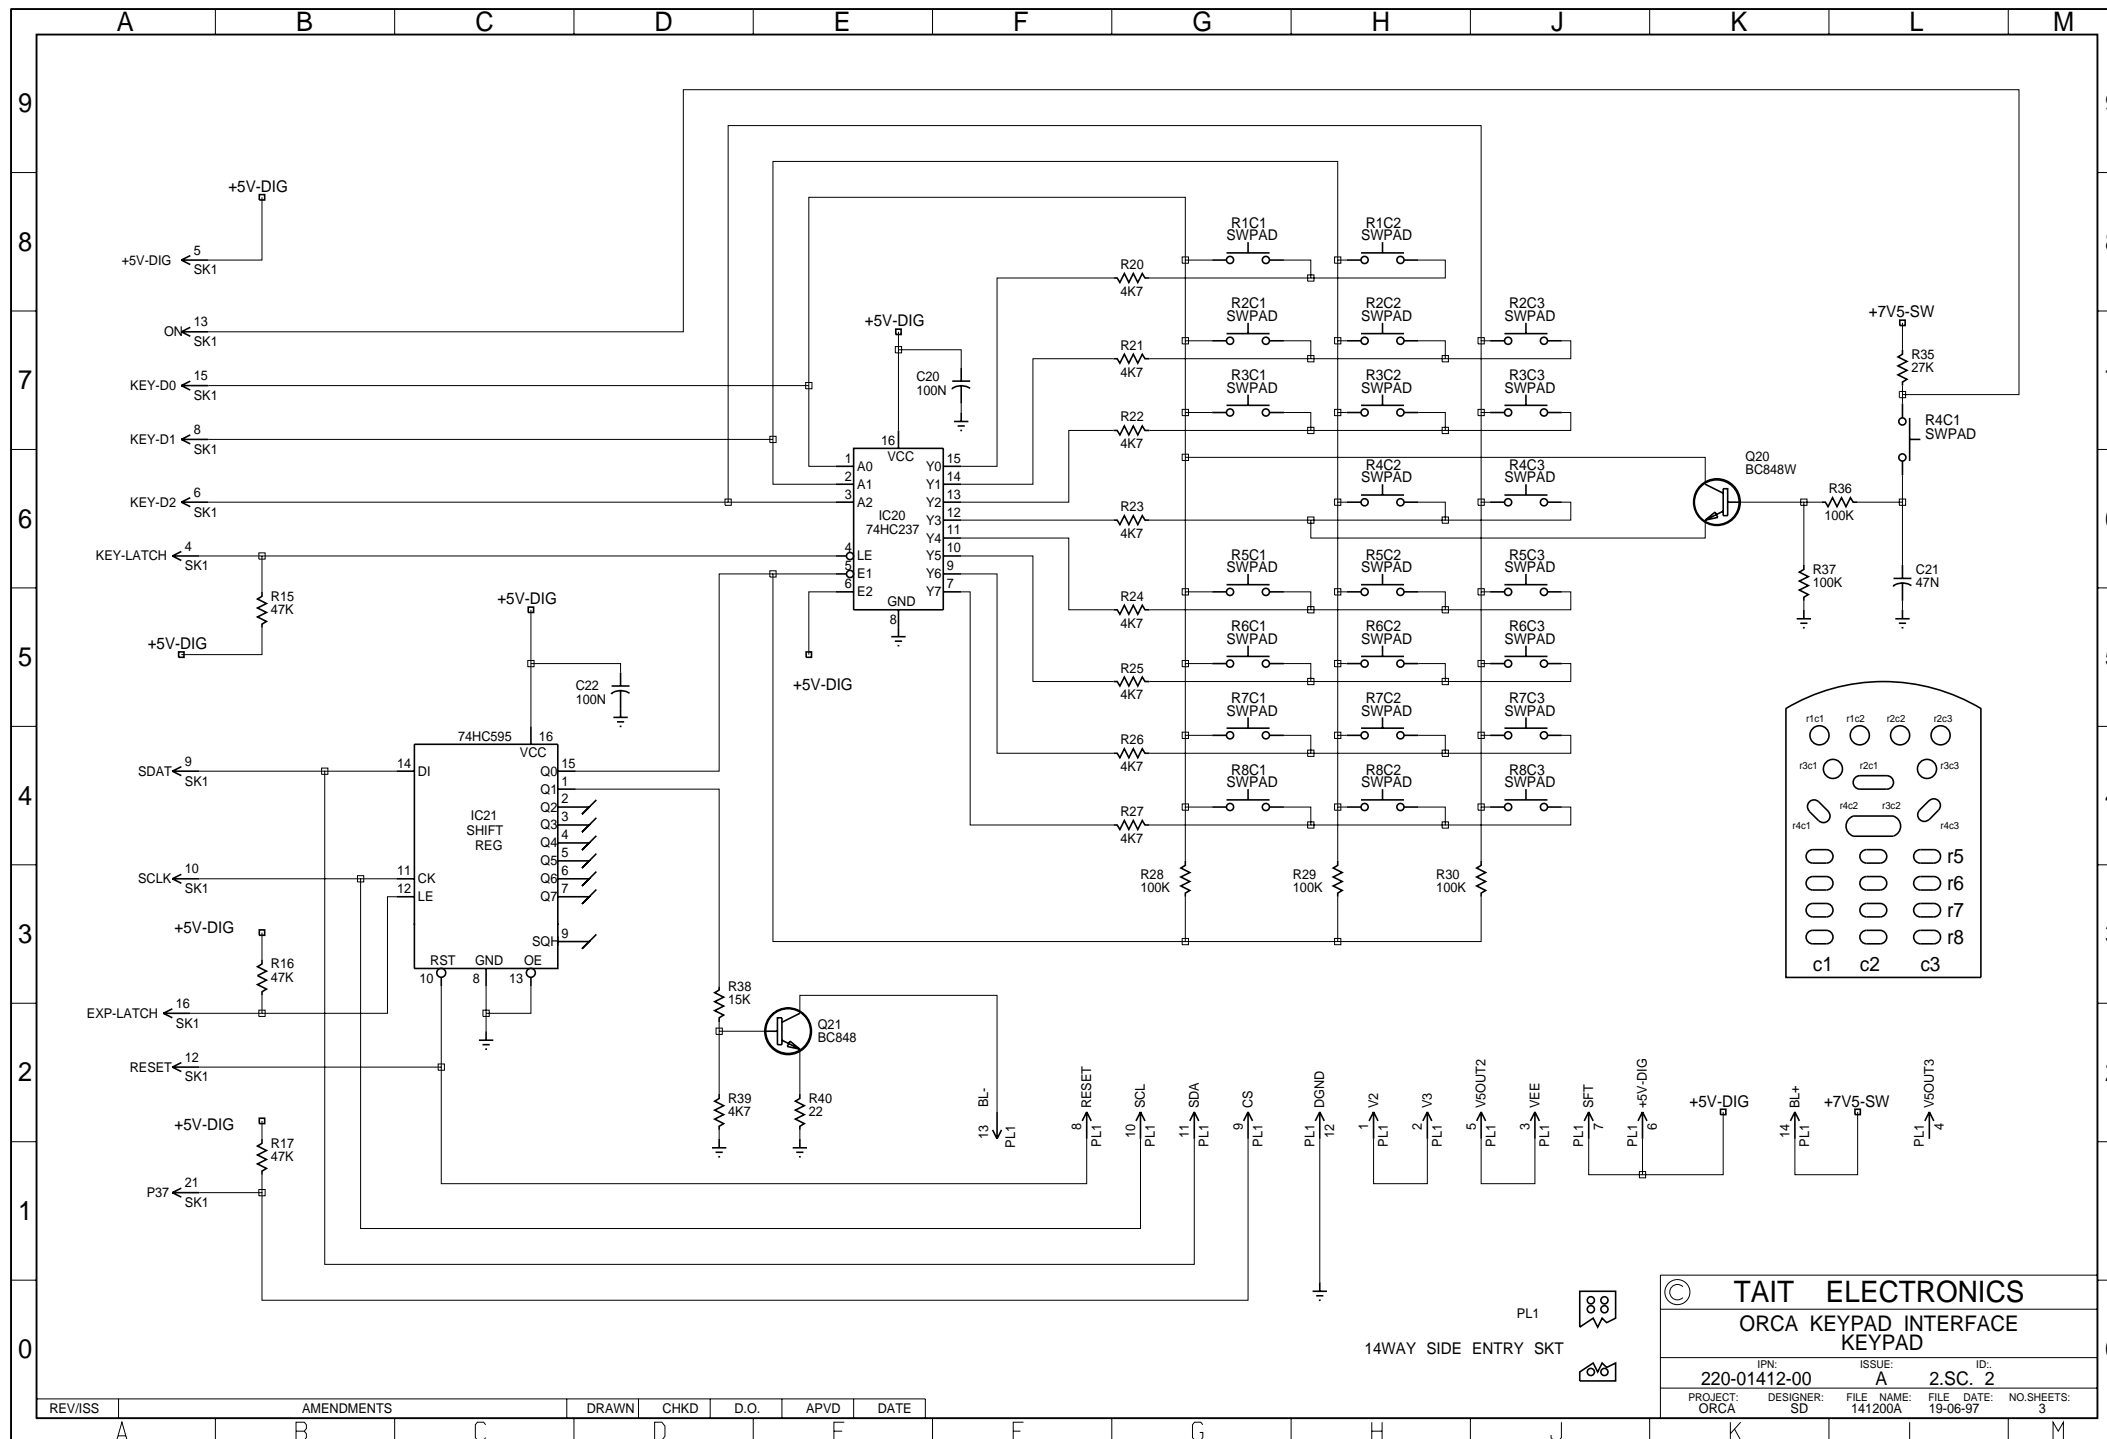 A B C D E F G H J K L M
9
+5V-DIG
8
+5V-DIG 5 SK1
R1C1 SWPAD
R1C2 SWPAD
R20 4K7
ON 13 SK1
+5V-DIG
R2C1 SWPAD
R2C2 SWPAD
R2C3 SWPAD
+7V5-SW
R21 4K7
R35 27K
7
KEY-D0 15 SK1
C20 100N
R3C1 SWPAD
R3C2 SWPAD
R3C3 SWPAD
R22 4K7
R4C1 SWPAD
KEY-D1 8 SK1
16 VCC
1 A0
2 A1
3 A2
IC20
74HC237
4 LE
5 E1
6 E2
GND
8
Y0 15
Y1 14
Y2 13
Y3 12
Y4 11
Y5 10
Y6 9
Y7 7
Q20
BC848W
R4C2 SWPAD
R4C3 SWPAD
R36
100K
KEY-D2 6 SK1
6
R23 4K7
KEY-LATCH 4 SK1
R5C1 SWPAD
R5C2 SWPAD
R5C3 SWPAD
R37 100K
C21 47N
R15 47K
+5V-DIG
R24 4K7
+5V-DIG
5
R6C1 SWPAD
R6C2 SWPAD
R6C3 SWPAD
R25 4K7
+5V-DIG
C22 100N
R7C1 SWPAD
R7C2 SWPAD
R7C3 SWPAD
R26 4K7
r1c1 r1c2 r2c2 r2c3
r3c1 r2c1 r3c3
r4c2 r3c2
r4c1 r4c3
r5
r6
r7
r8
c1 c2 c3
74HC595 16
VCC
14 DI
IC21
SHIFT
REG
11 CK
12 LE
RST GND OE
10 8 13
Q0 15
Q1 1
Q2 2
Q3 3
Q4 4
Q5 5
Q6 6
Q7 7
SQH 9
SDAT 9 SK1
4
R8C1 SWPAD
R8C2 SWPAD
R8C3 SWPAD
R27 4K7
SCLK 10 SK1
R28 100K
R29 100K
R30 100K
3
+5V-DIG
R16 47K
EXP-LATCH 16 SK1
R38 15K
Q21
BC848
RESET 12 SK1
2
R39 4K7
R40 22
+5V-DIG
R17 47K
P37 21 SK1
1
BL- 13 PL1
RESET 8 PL1
SCL 10 PL1
SDA 11 PL1
CS 9 PL1
DGND PL1 12
V2 1 PL1
V3 2 PL1
V5OUT2 5 PL1
VEE 3 PL1
SFT PL1 7
+5V-DIG PL1 6
+5V-DIG
BL+ 14 PL1
+7V5-SW
V5OUT3 PL1 4
0
PL1
14WAY SIDE ENTRY SKT
© TAIT ELECTRONICS
ORCA KEYPAD INTERFACE
KEYPAD
IPN: ISSUE: ID:.
220-01412-00 A 2.SC. 2
PROJECT: DESIGNER: FILE NAME: FILE DATE: NO.SHEETS:
ORCA SD 141200A 19-06-97 3
REV/ISS AMENDMENTS DRAWN CHKD D.O. APVD DATE
A B C D E F G H J K L M